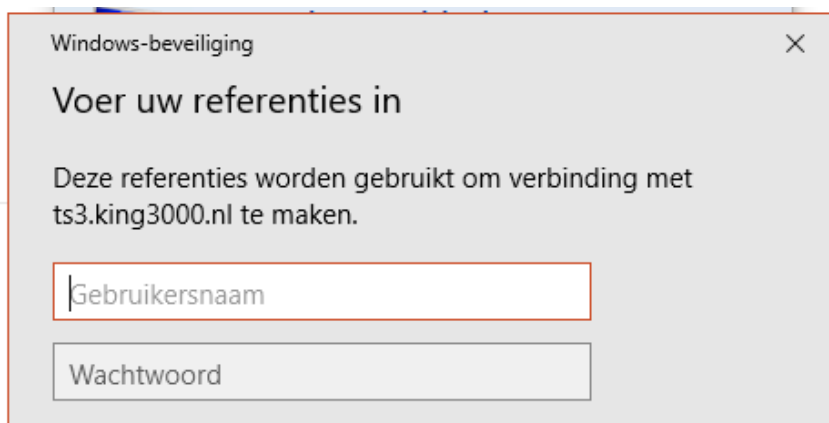 Windows-beveiliging
Voer uw referenties in
Deze referenties worden gebruikt om verbinding met
ts3.king3000.nl te maken.
Gebruikersnaam
Wachtwoord